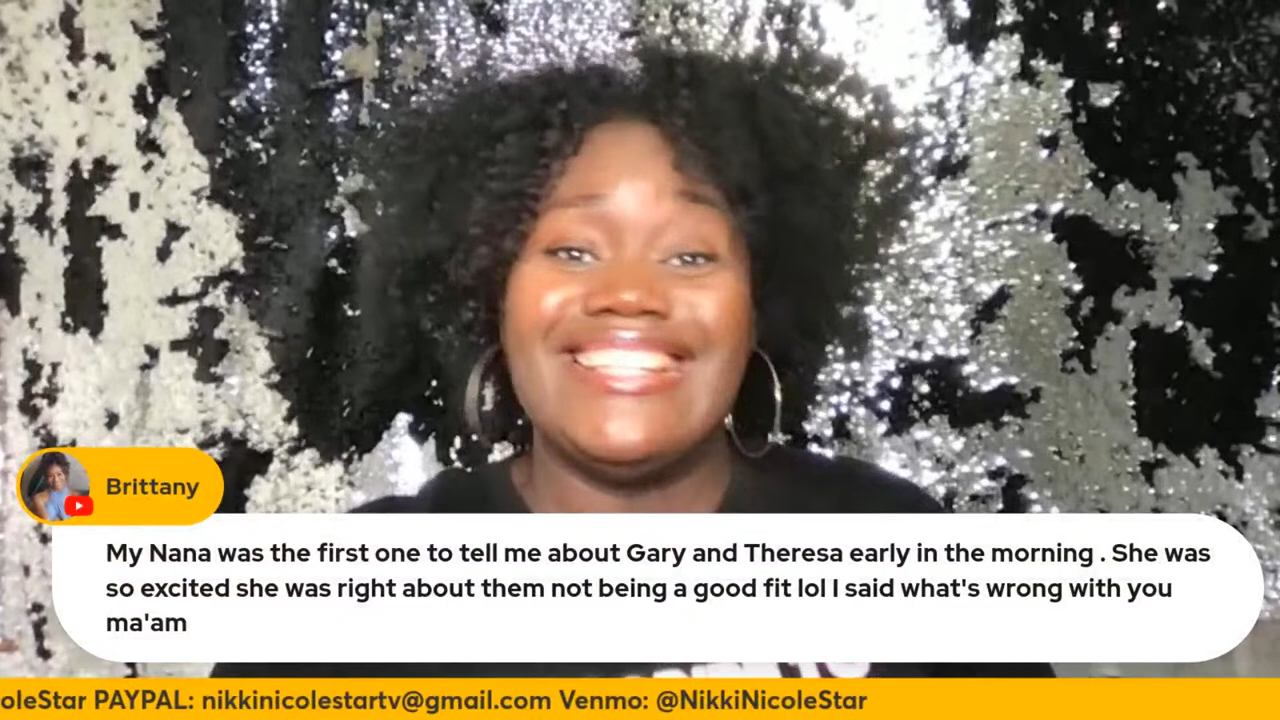 Brittany
My Nana was the first one to tell me about Gary and Theresa early in the morning . She was
so excited she was right about them not being a good fit lol I said what's wrong with you
ma'am
oleStar PAYPAL: nikkinicolestartv@gmail.com Venmo: @NikkiNicoleStar